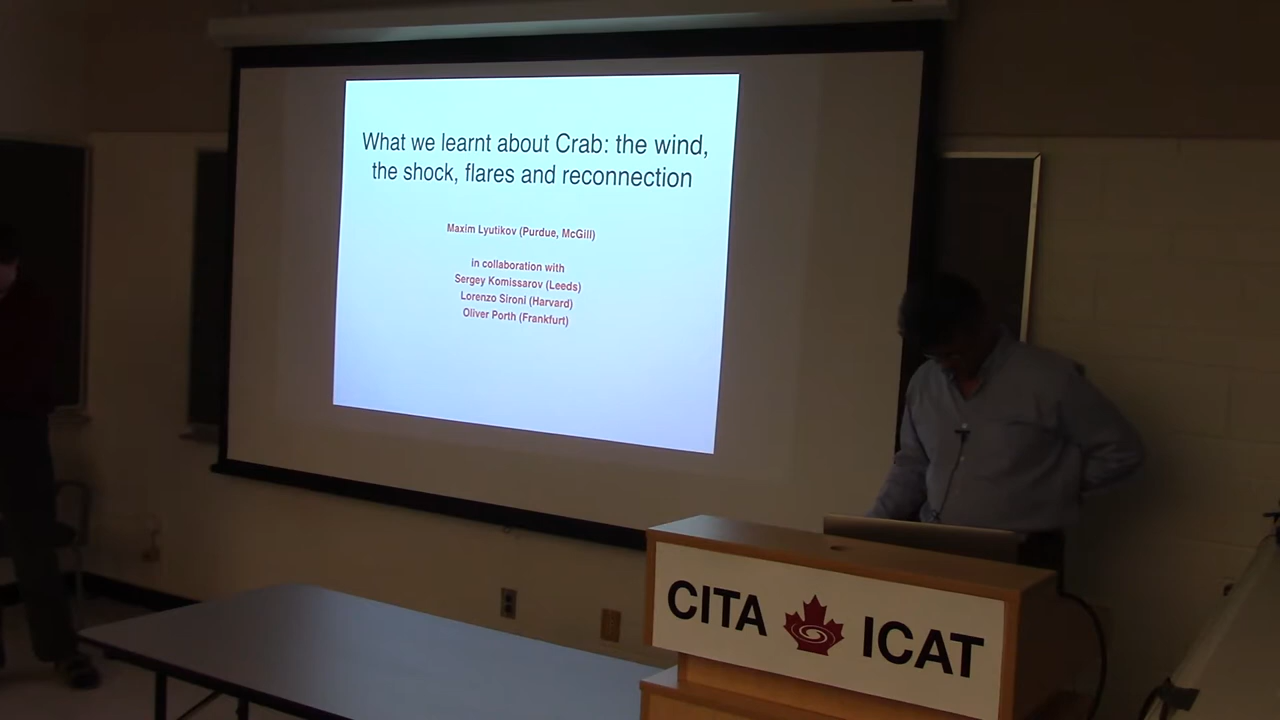 What we learnt about Crab: the wind,
the shock, flares and reconnection
Maxim Lyutikov (Purdue, McGill)
in collaboration with
Sergey Komissarov (Leeds)
Lorenzo Sironi (Harvard)
Oliver Porth (Frankfurt)
CITA ICAT